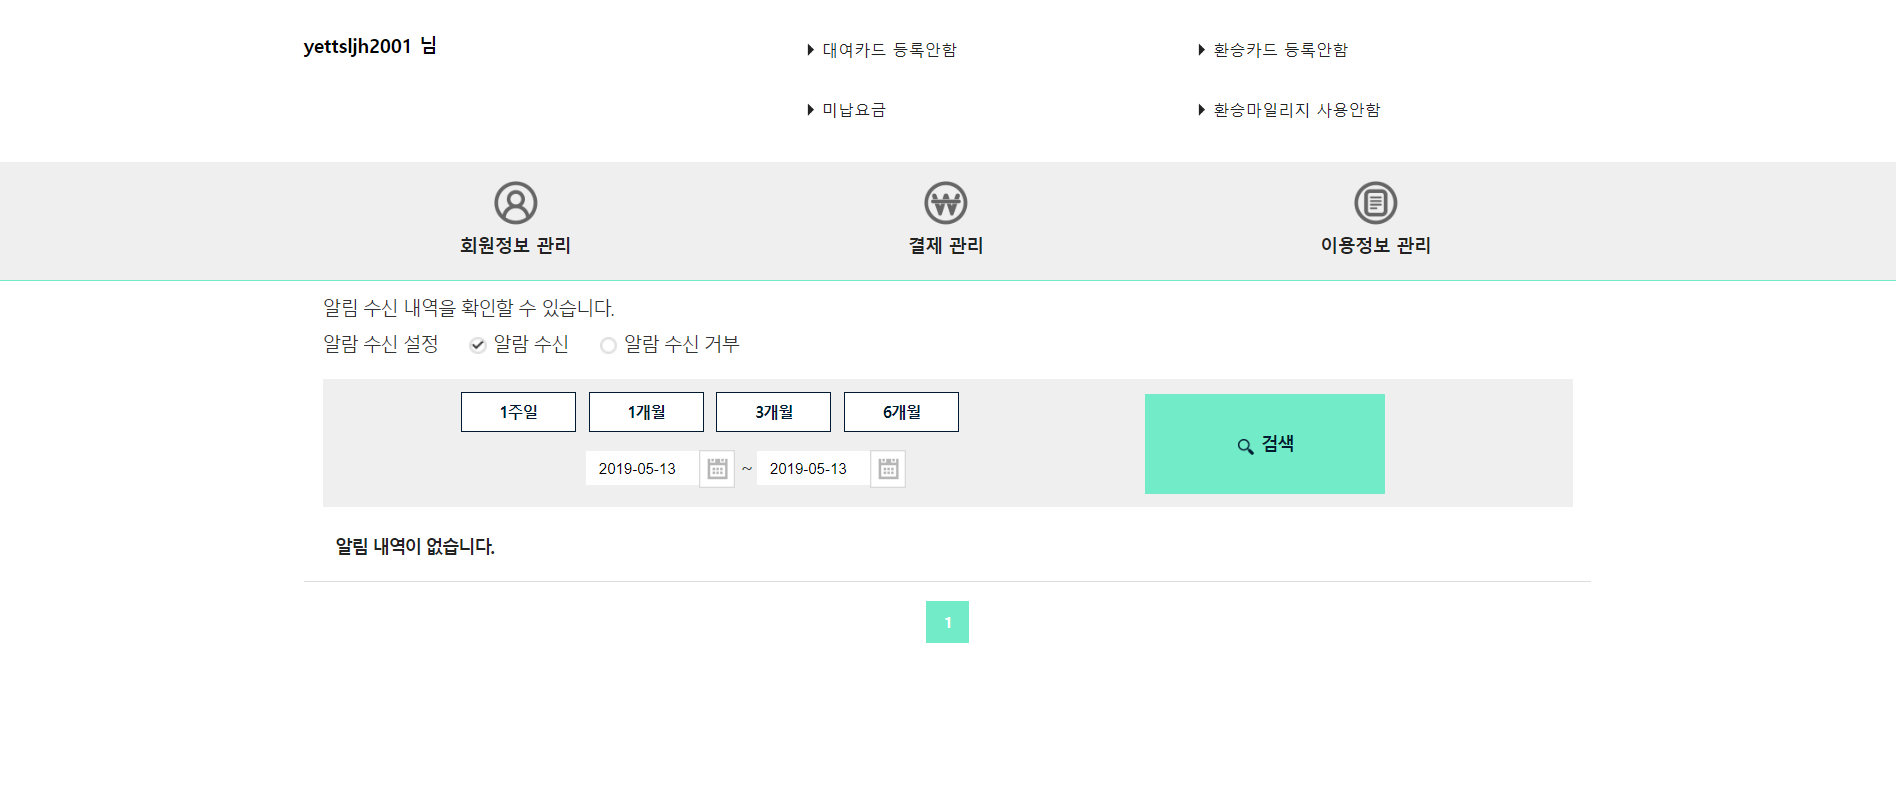 yettsljh2001 님
대여카드 등록안함
환승카드 등록안함
미납요금
환승마일리지 사용안함
회원정보 관리
결제 관리
이용정보 관리
알림 수신 내역을 확인할 수 있습니다.
알람 수신 설정 알람 수신 알람 수신 거부
1주일 1개월 3개월 6개월
2019-05-13 ~ 2019-05-13
검색
알림 내역이 없습니다.
1